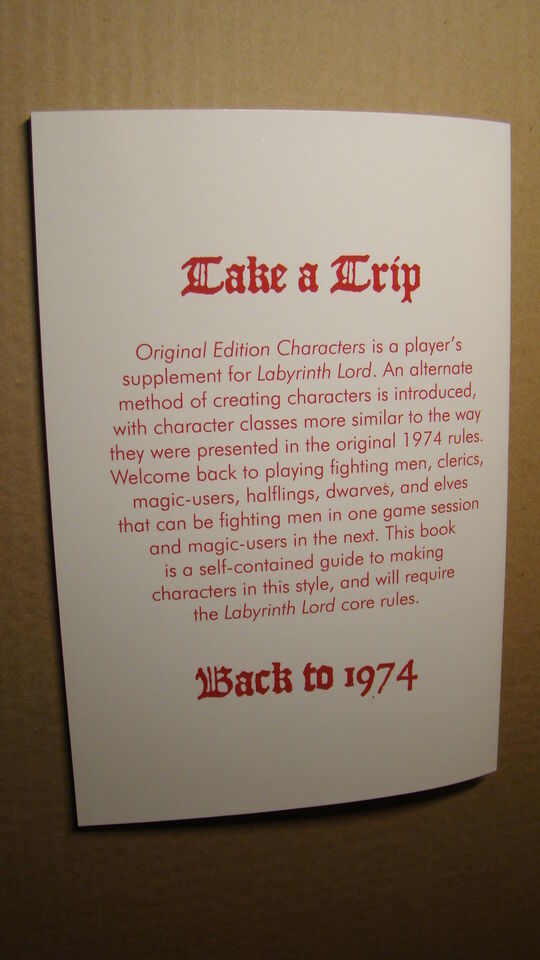 Take a Trip
Original Edition Characters is a player's
supplement for Labyrinth Lord. An alternate
method of creating characters is introduced,
with character classes more similar to the way
they were presented in the original 1974 rules.
Welcome back to playing fighting men, clerics,
magic-users, halflings, dwarves, and elves
that can be fighting men in one game session
and magic-users in the next. This book
is a self-contained guide to making
characters in this style, and will require
the Labyrinth Lord core rules.
Back to 1974